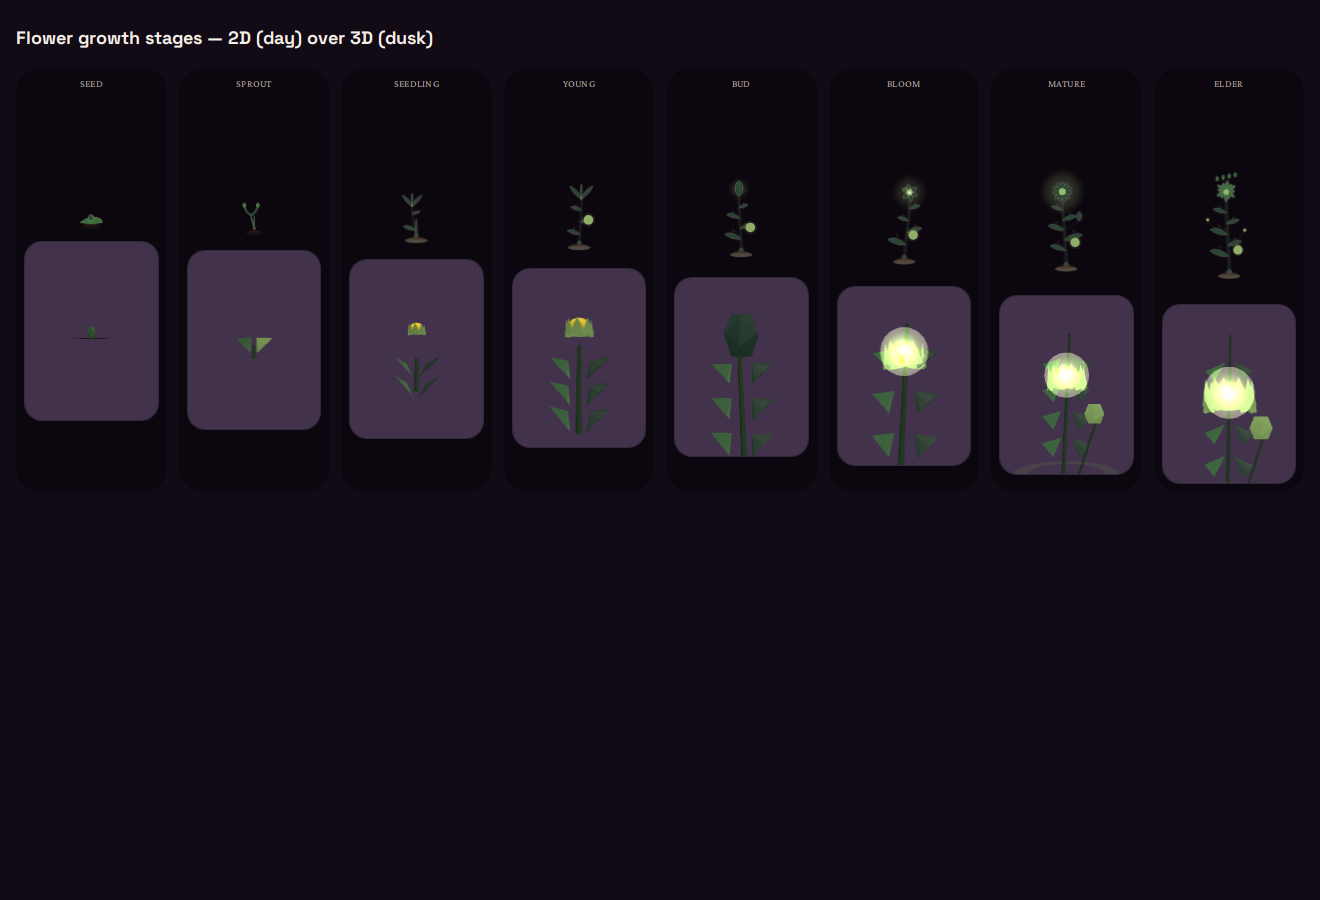 Flower growth stages — 2D (day) over 3D (dusk)
SEED SPROUT SEEDLING YOUNG BUD BLOOM MATURE ELDER